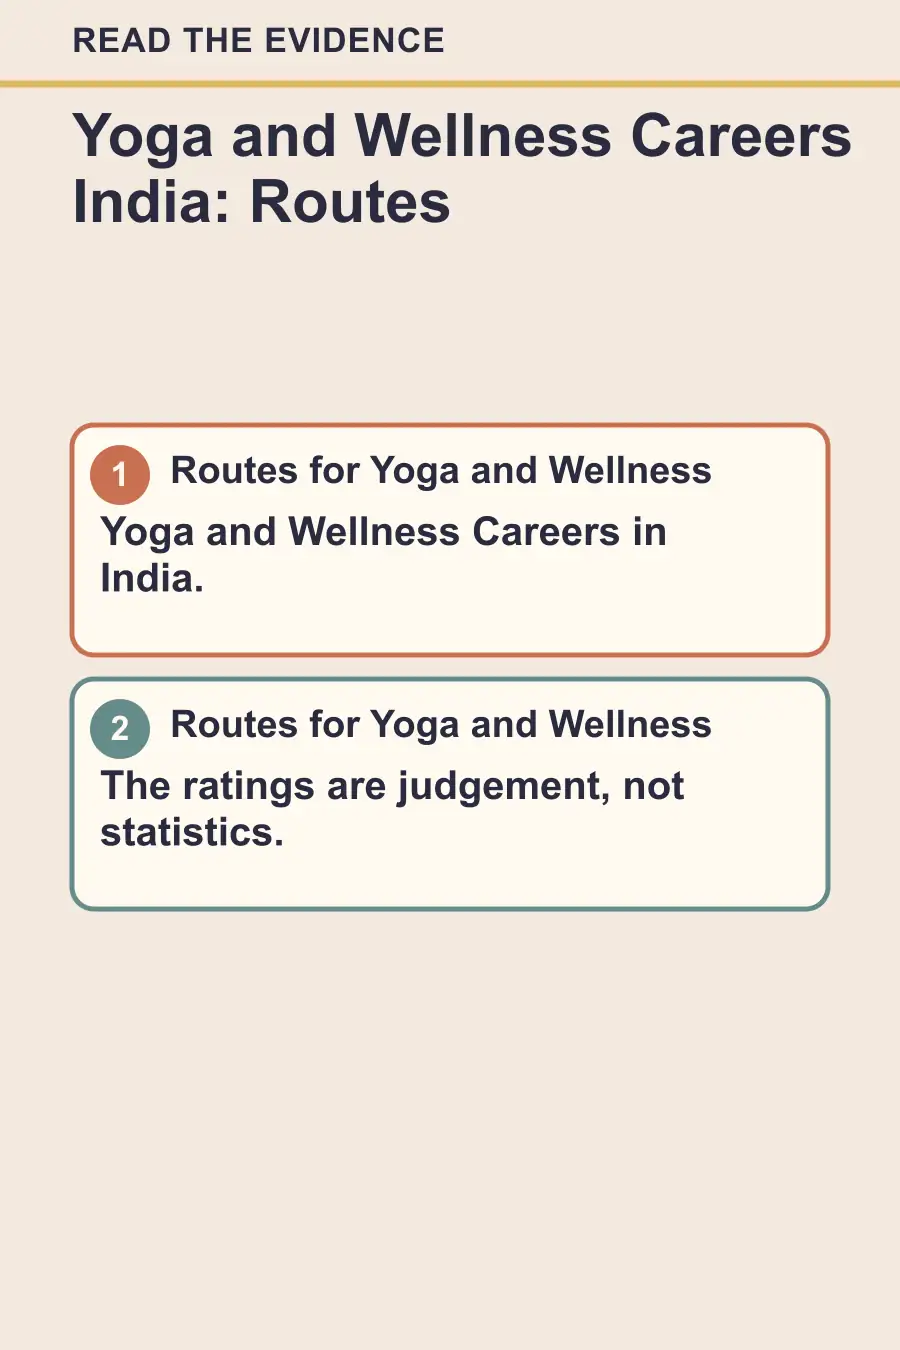 READ THE EVIDENCE
Yoga and Wellness Careers
India: Routes
1
Routes for Yoga and Wellness
Yoga and Wellness Careers in
India.
2
Routes for Yoga and Wellness
The ratings are judgement, not
statistics.